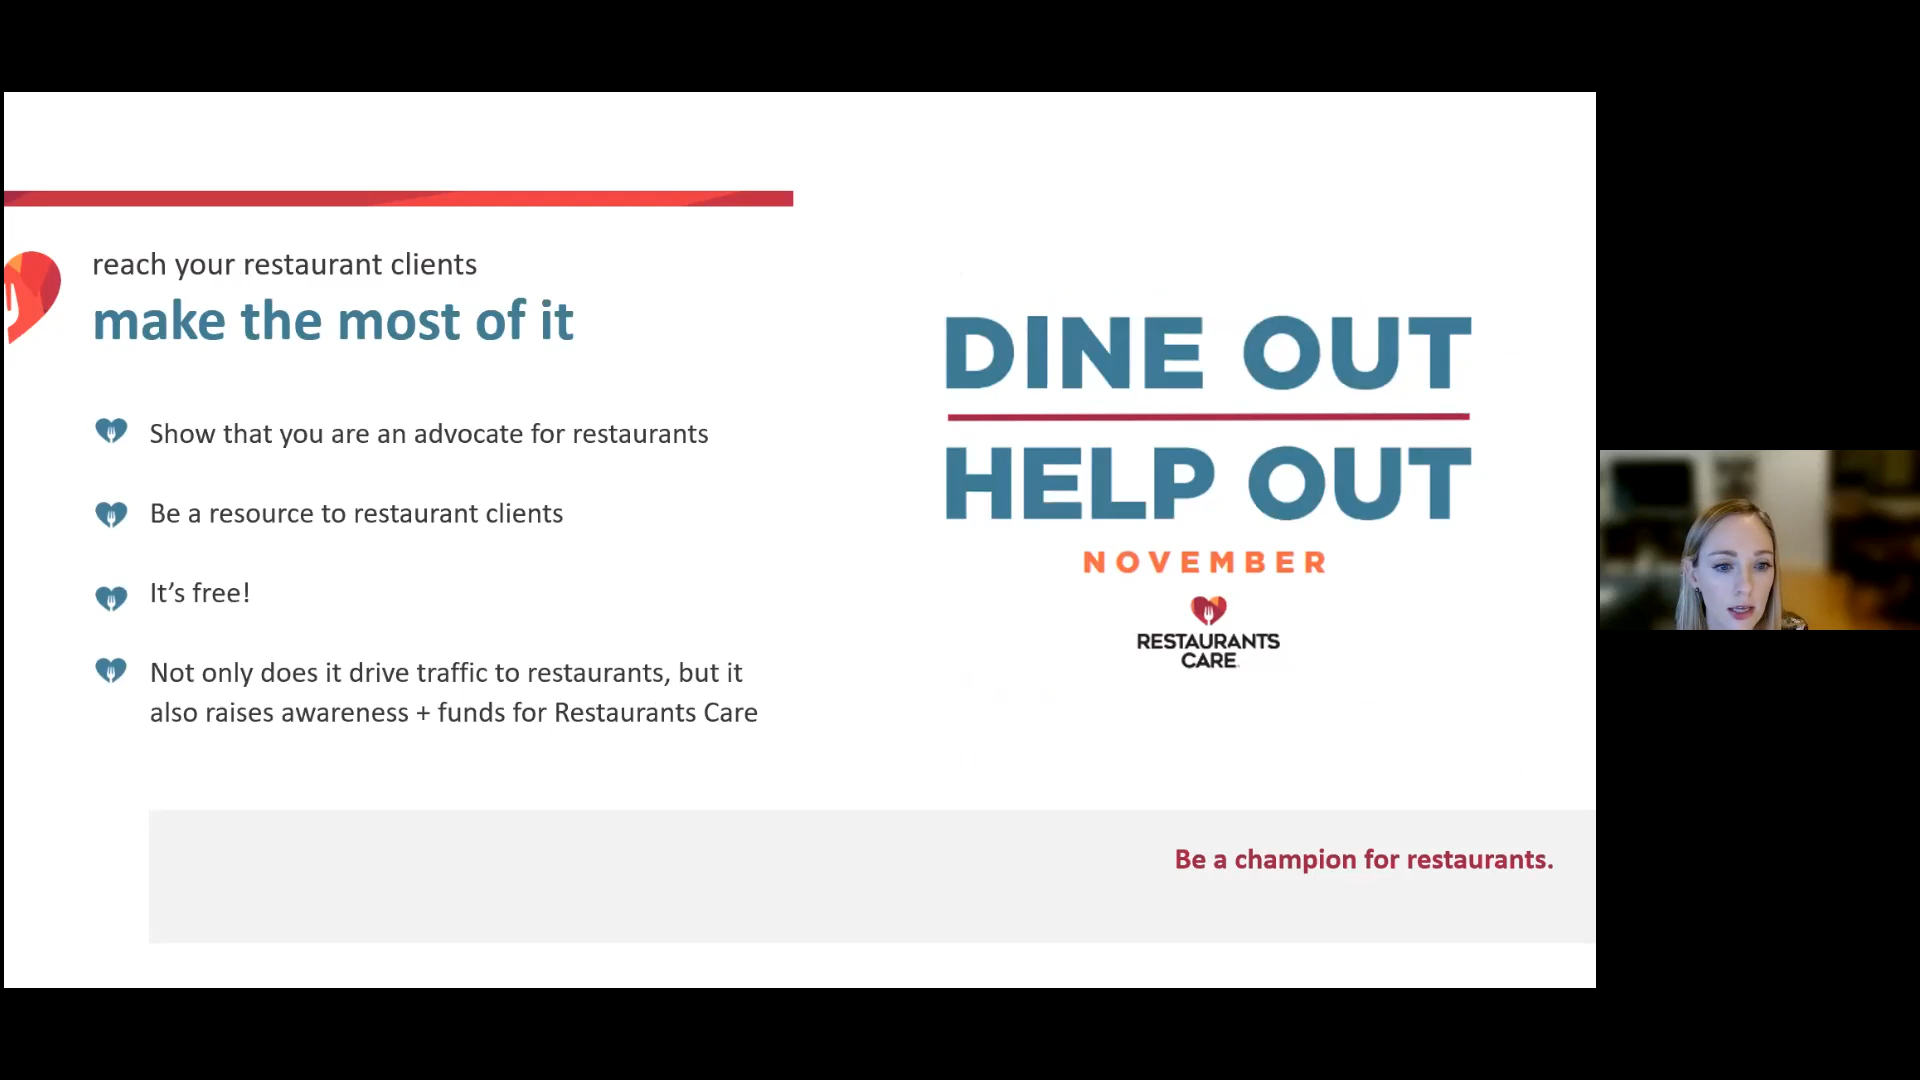 reach your restaurant clients
make the most of it
Show that you are an advocate for restaurants
Be a resource to restaurant clients
It’s free!
Not only does it drive traffic to restaurants, but it
also raises awareness + funds for Restaurants Care
DINE OUT
HELP OUT
NOVEMBER
RESTAURANTS
CARE
Be a champion for restaurants.